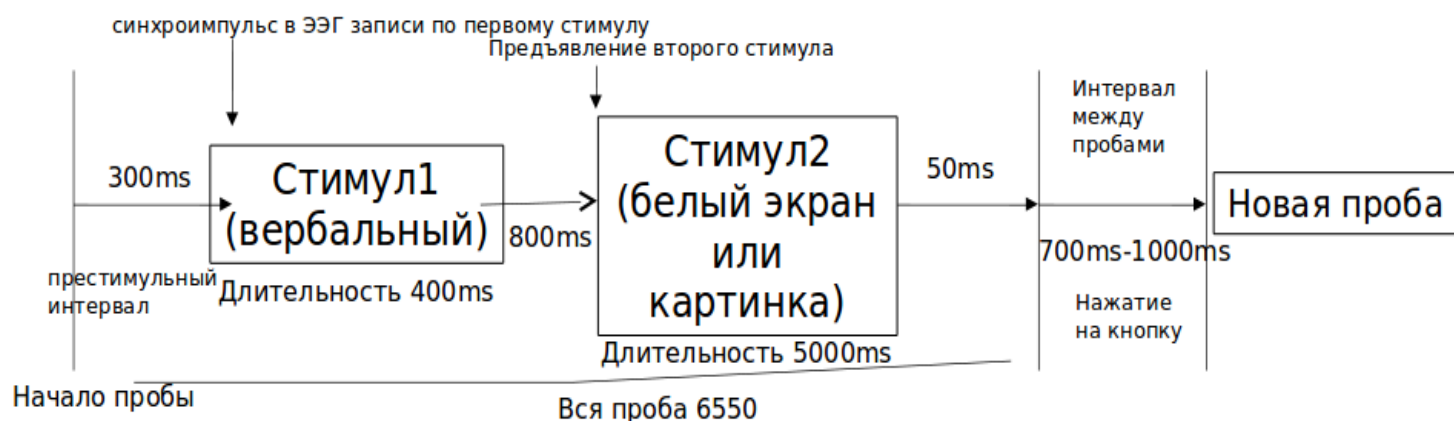 синхроимпульс в ЭЭГ записи по первому стимулу
Предъявление второго стимула
300ms
Стимул1
(вербальный)
престимульный
интервал
Длительность 400ms
800ms
Стимул2
(белый экран
или
картинка)
Длительность 5000ms
50ms
Интервал
между
пробами
700ms-1000ms
Нажатие
на кнопку
Новая проба
Начало пробы
Вся проба 6550